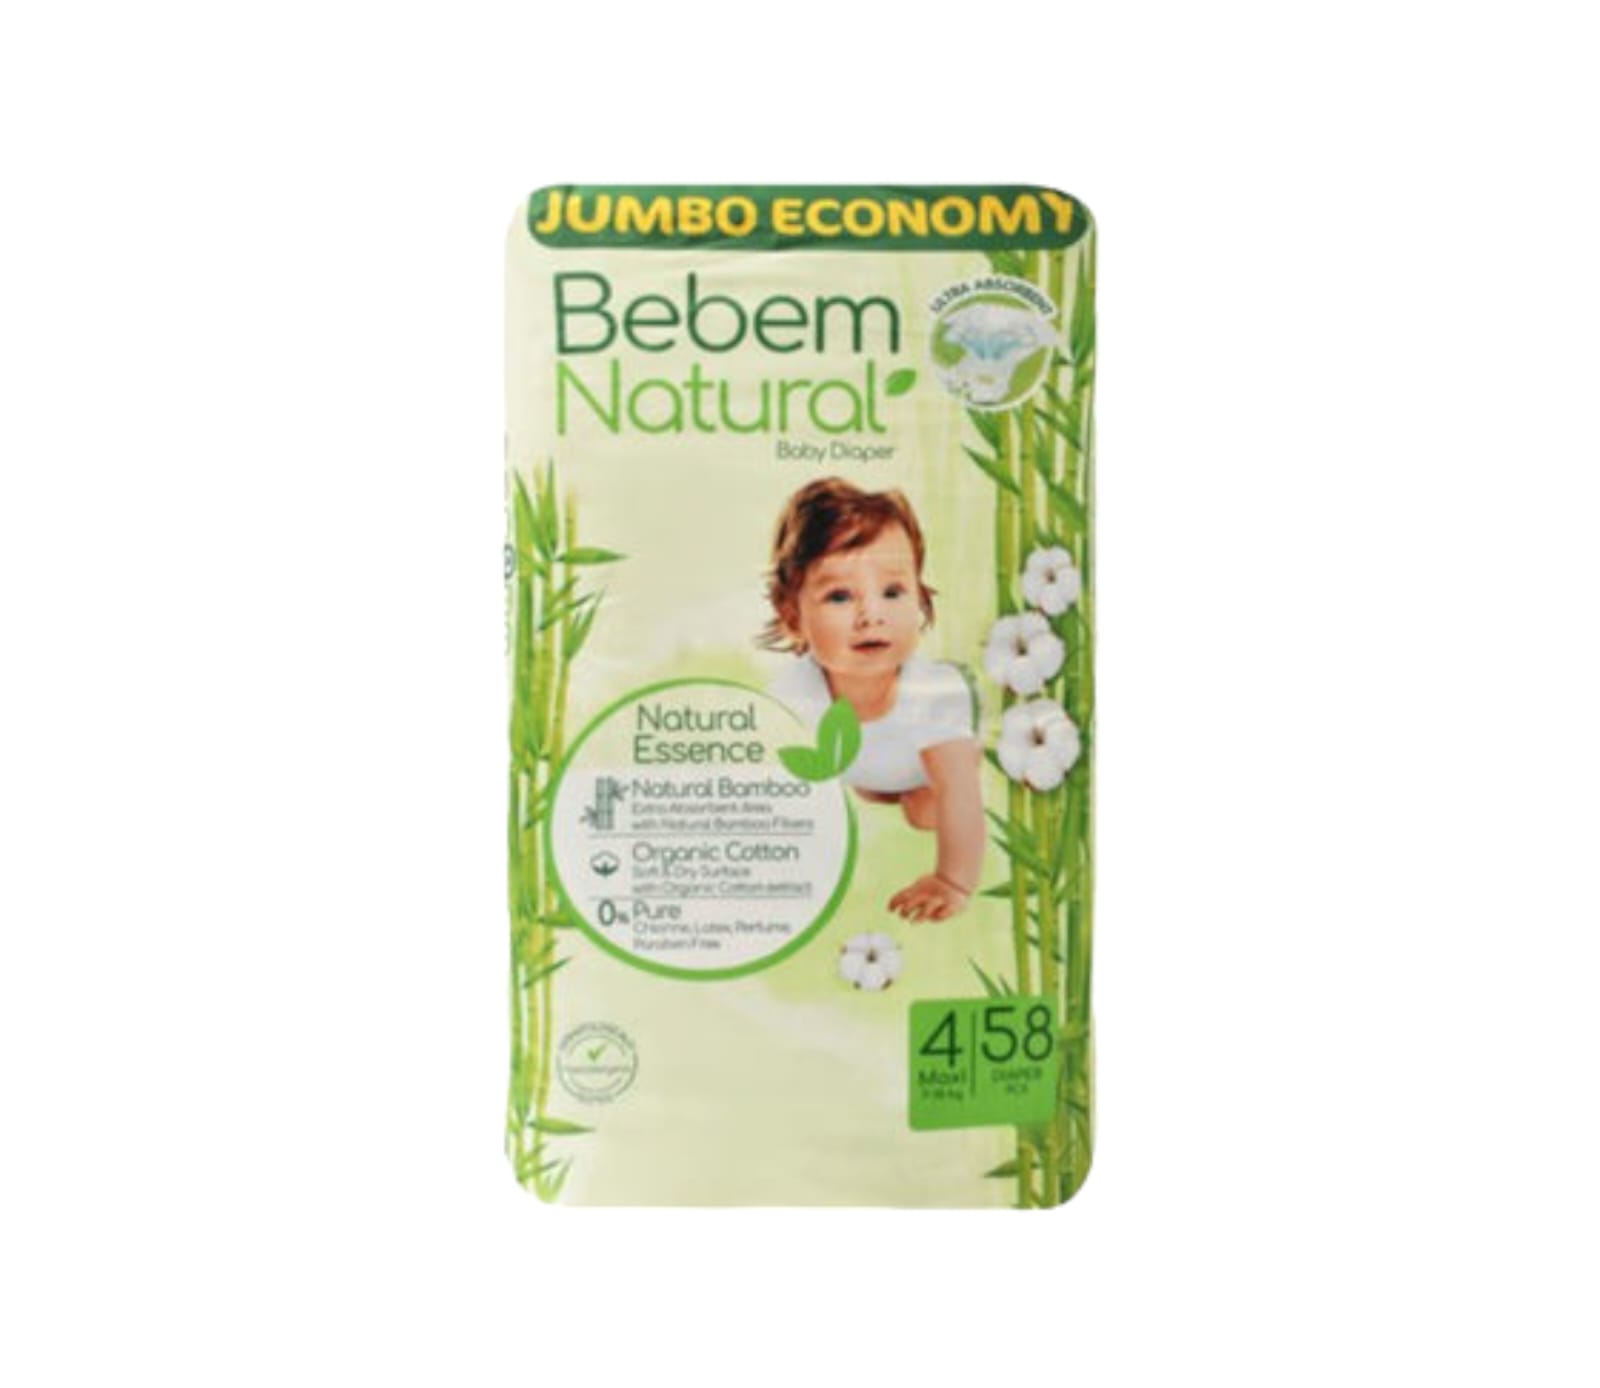 JUMBO ECONOMY
Bebem
Natural
Baby Diaper
ULTRA ABSORBENT
Natural
Essence
Natural Bamboo
Extra Absorbent Area
with Natural Bamboo Fibers
Organic Cotton
Soft & Dry Surface
with Organic Cotton extract
0% Pure
Chlorine, Latex, Perfume,
Paraben Free
4
Maxi
58
DIAPER
PCS